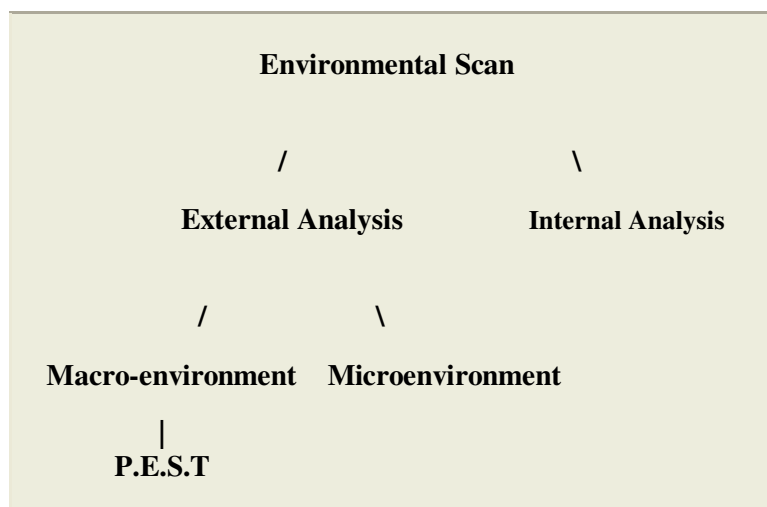 Environmental Scan
/ \
External Analysis Internal Analysis
/ \
Macro-environment Microenvironment
|
P.E.S.T